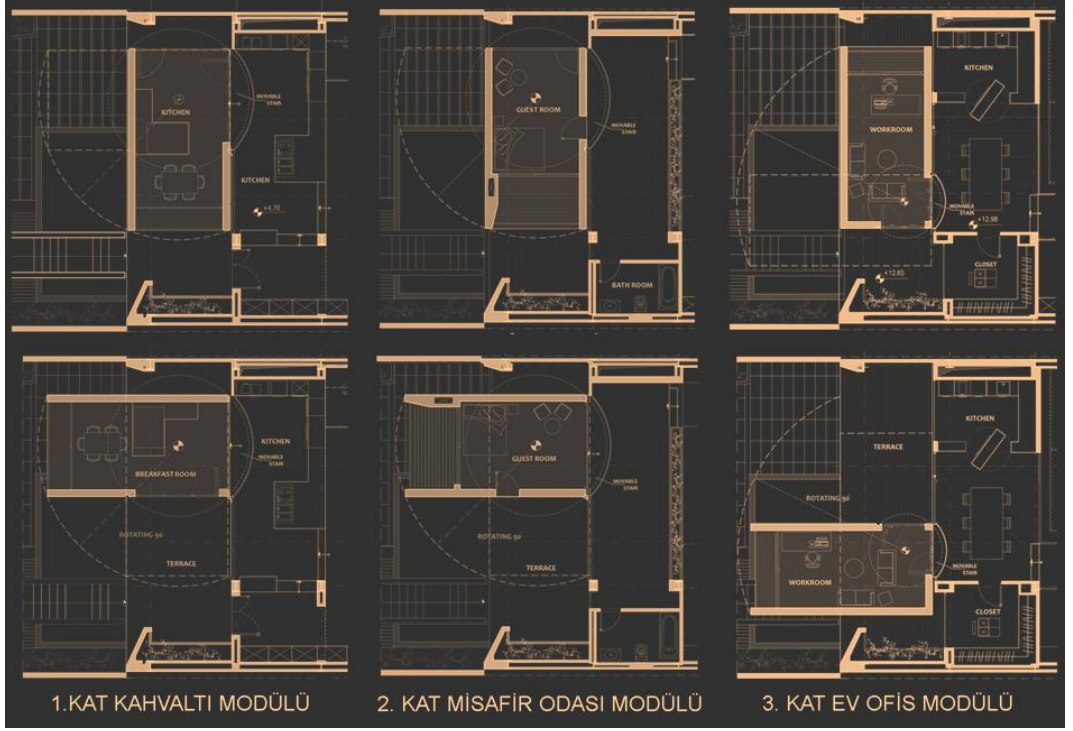 KITCHEN
MOVABLE
STAIR
KITCHEN
+4.70
GUEST ROOM
MOVABLE
STAIR
BATH ROOM
KITCHEN
WORKROOM
MOVABLE
STAIR
+12.90
CLOSET
+12.65
KITCHEN
MOVABLE
STAIR
BREAKFAST ROOM
ROTATING 90
TERRACE
GUEST ROOM
MOVABLE
STAIR
ROTATING 90
TERRACE
KITCHEN
TERRACE
ROTATING 90
MOVABLE
STAIR
WORKROOM
CLOSET
1.KAT KAHVALTI MODÜLÜ
2. KAT MİSAFİR ODASI MODÜLÜ
3. KAT EV OFİS MODÜLÜ